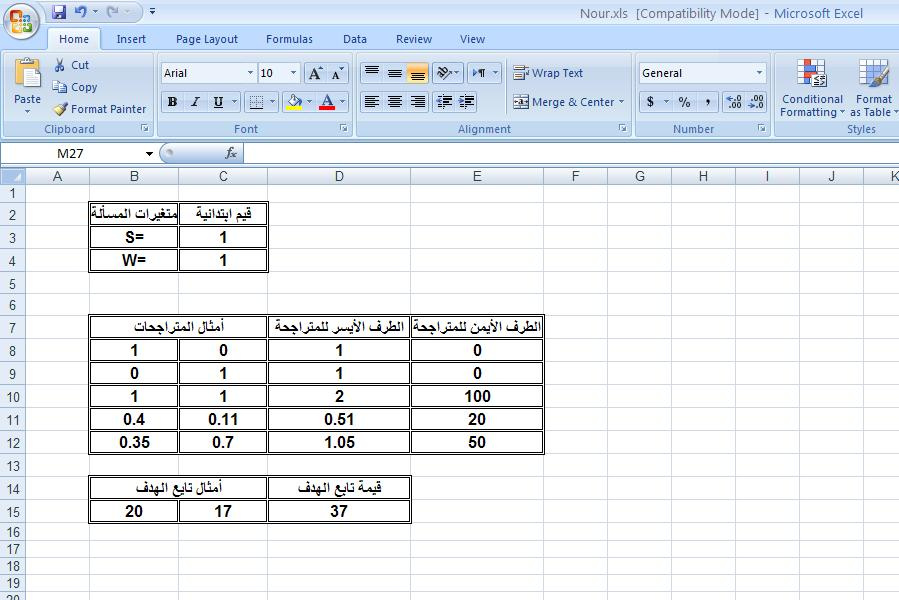 Nour.xls [Compatibility Mode] - Microsoft Excel
Home Insert Page Layout Formulas Data Review View
Paste
Cut
Copy
Format Painter
Clipboard
Arial 10 A A
B I U A
Font
Wrap Text
Merge & Center
Alignment
General
$ % , .00 .00
Number
Conditional Formatting
Format as Table
Styles
M27 fx
A B C D E F G H I J K
1
2 متغيرات المسألة قيم ابتدائية
3 S= 1
4 W= 1
5
6
7 أمثال المتراجحات الطرف الأيسر للمتراجحة الطرف الأيمن للمتراجحة
8 1 0 1 0
9 0 1 1 0
10 1 1 2 100
11 0.4 0.11 0.51 20
12 0.35 0.7 1.05 50
13
14 أمثال تابع الهدف قيمة تابع الهدف
15 20 17 37
16
17
18
19
20